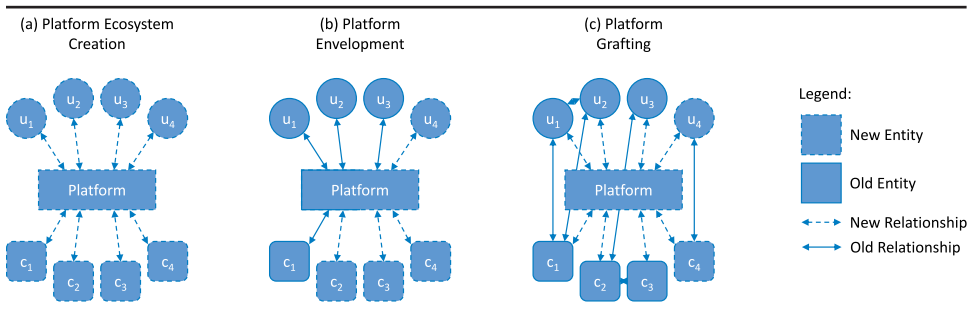 (a) Platform Ecosystem
Creation
(b) Platform
Envelopment
(c) Platform
Grafting
u1
u2
u3
u4
Platform
c1
c2
c3
c4
u1
u2
u3
u4
Platform
c1
c2
c3
c4
u1
u2
u3
u4
Platform
c1
c2
c3
c4
Legend:
New Entity
Old Entity
New Relationship
Old Relationship